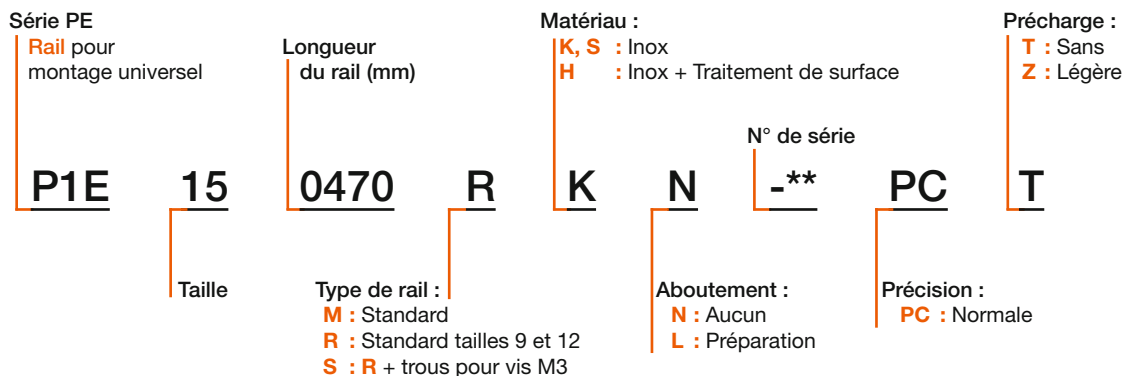 Série PE
Rail pour
montage universel
Longueur
du rail (mm)
Matériau :
K, S : Inox
H : Inox + Traitement de surface
Précharge :
T : Sans
Z : Légère
N° de série
P1E 15 0470 R K N -** PC T
Taille
Type de rail :
M : Standard
R : Standard tailles 9 et 12
S : R + trous pour vis M3
Aboutement :
N : Aucun
L : Préparation
Précision :
PC : Normale